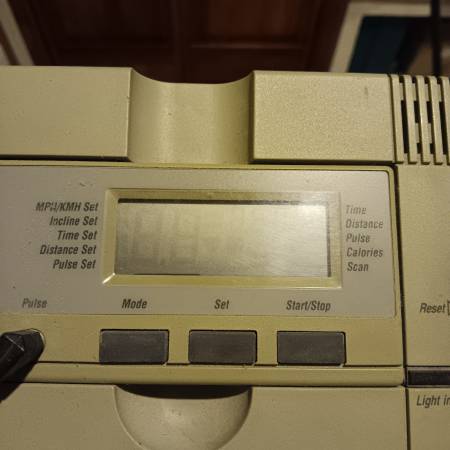 MPH/KMH Set
Incline Set
Time Set
Distance Set
Pulse Set
Time
Distance
Pulse
Calories
Scan
Pulse
Mode
Set
Start/Stop
Reset
Light